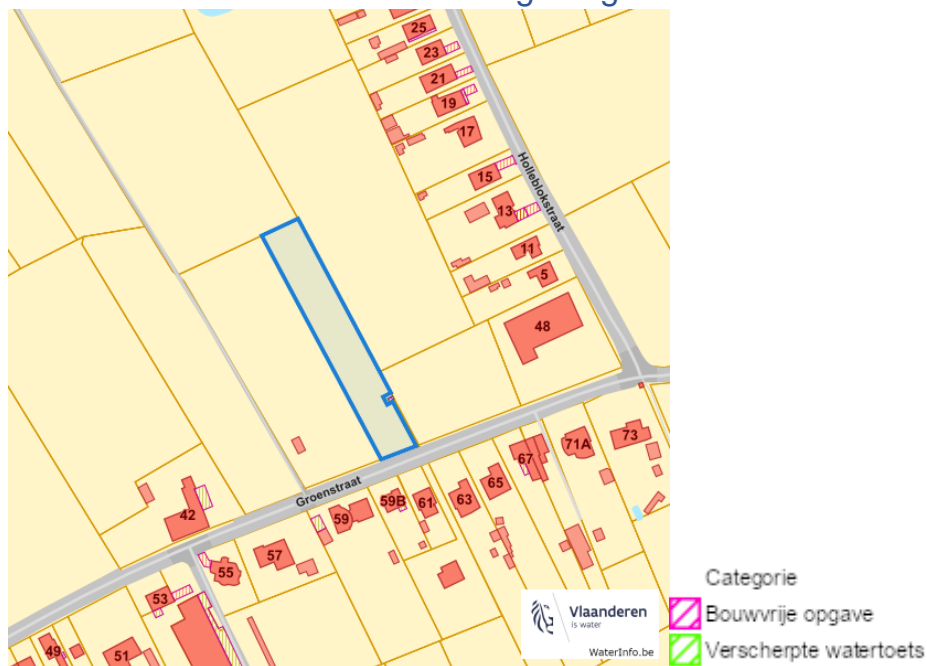 25
23
21
19
17
15
13
11
5
48
Holleblokstraat
Groenstraat
42
59
59B
61
63
65
67
71A
73
57
55
53
51
49
Vlaanderen
is water
WaterInfo.be
Categorie
Bouwvrije opgave
Verscherpte watertoets